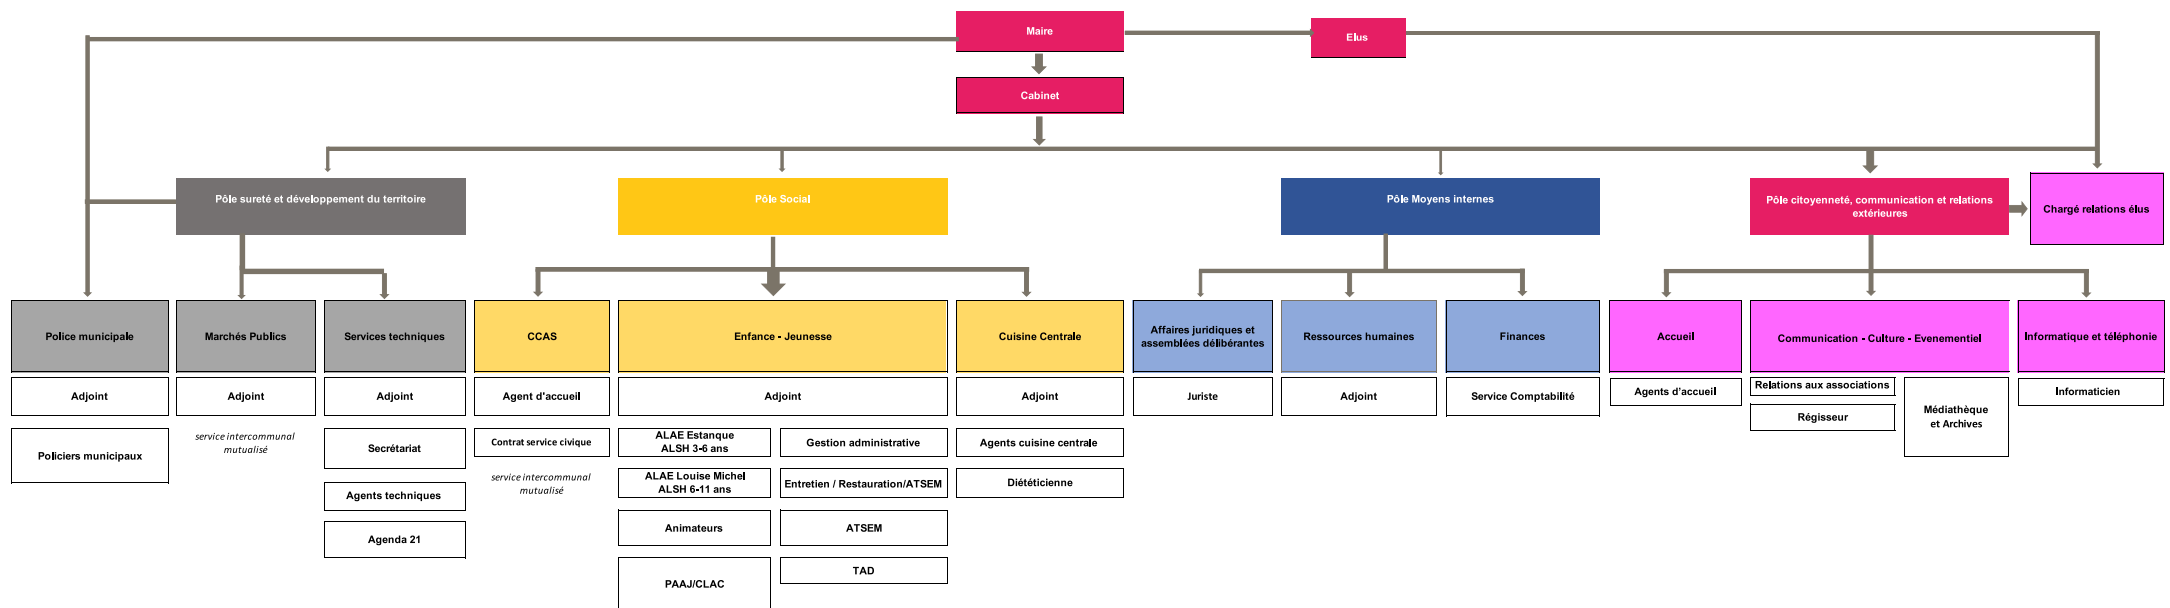 Maire
Elus
Cabinet
Pôle sureté et développement du territoire
Pôle Social
Pôle Moyens internes
Pôle citoyenneté, communication et relations
extérieures
Chargé relations élus
Police municipale
Marchés Publics
Services techniques
CCAS
Enfance - Jeunesse
Cuisine Centrale
Affaires juridiques et
assemblées délibérantes
Ressources humaines
Finances
Accueil
Communication - Culture - Evenementiel
Informatique et téléphonie
Adjoint
Adjoint
Adjoint
Agent d'accueil
Adjoint
Adjoint
Juriste
Adjoint
Service Comptabilité
Agents d'accueil
Relations aux associations
Informaticien
Policiers municipaux
service intercommunal
mutualisé
Secrétariat
Agents techniques
Agenda 21
Contrat service civique
service intercommunal
mutualisé
ALAE Estanque
ALSH 3-6 ans
ALAE Louise Michel
ALSH 6-11 ans
Animateurs
PAAJ/CLAC
Gestion administrative
Entretien / Restauration/ATSEM
ATSEM
TAD
Agents cuisine centrale
Diététicienne
Régisseur
Médiathèque
et Archives